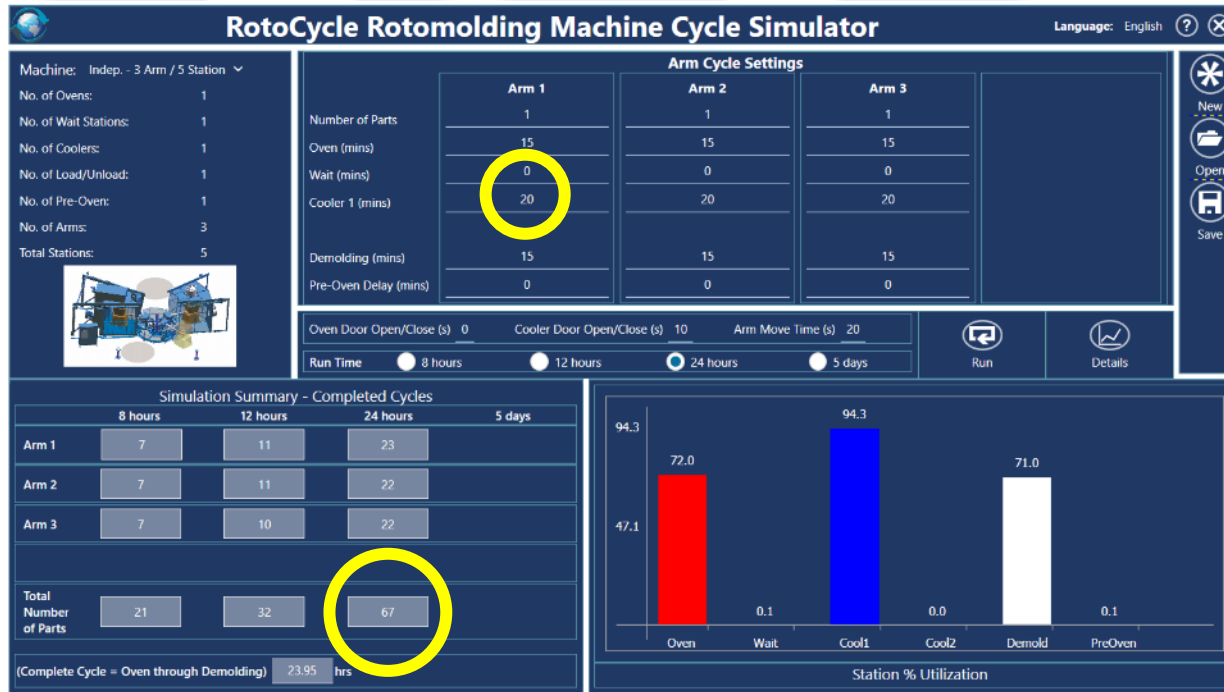 RotoCycle Rotomolding Machine Cycle Simulator
Language: English ?
Machine: Indep. - 3 Arm / 5 Station
No. of Ovens: 1
No. of Wait Stations: 1
No. of Coolers: 1
No. of Load/Unload: 1
No. of Pre-Oven: 1
No. of Arms: 3
Total Stations: 5
Arm Cycle Settings
Arm 1 Arm 2 Arm 3
Number of Parts 1 1 1
Oven (mins) 15 15 15
Wait (mins) 0 0 0
Cooler 1 (mins) 20 20 20
Demolding (mins) 15 15 15
Pre-Oven Delay (mins) 0 0 0
Oven Door Open/Close (s) 0 Cooler Door Open/Close (s) 10 Arm Move Time (s) 20
Run Time 8 hours 12 hours 24 hours 5 days
Run
Details
New
Open
Save
Simulation Summary - Completed Cycles
8 hours 12 hours 24 hours 5 days
Arm 1 7 11 23
Arm 2 7 11 22
Arm 3 7 10 22
Total
Number
of Parts
21 32 67
(Complete Cycle = Oven through Demolding) 23.95 hrs
94.3
47.1
72.0
0.1
94.3
0.0
71.0
0.1
Oven Wait Cool1 Cool2 Demold PreOven
Station % Utilization